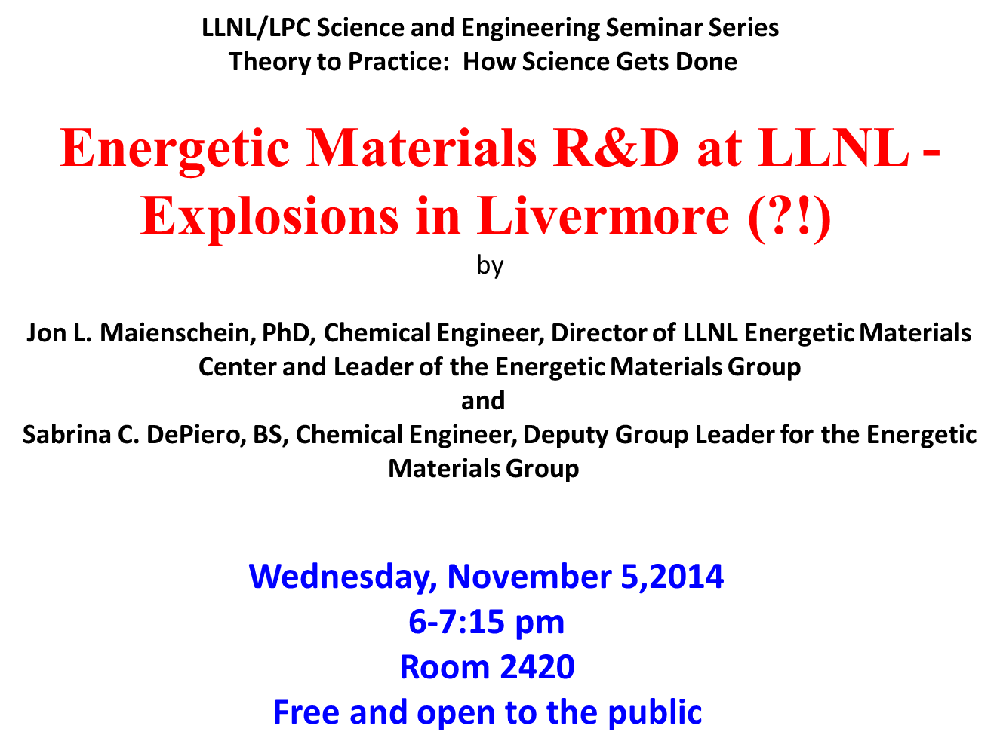 LLNL/LPC Science and Engineering Seminar Series
Theory to Practice:  How Science Gets Done
Energetic Materials R&D at LLNL -
Explosions in Livermore (?!)
by
Jon L. Maienschein, PhD, Chemical Engineer, Director of LLNL Energetic Materials
Center and Leader of the Energetic Materials Group
and
Sabrina C. DePiero, BS, Chemical Engineer, Deputy Group Leader for the Energetic
Materials Group
Wednesday, November 5,2014
6-7:15 pm
Room 2420
Free and open to the public